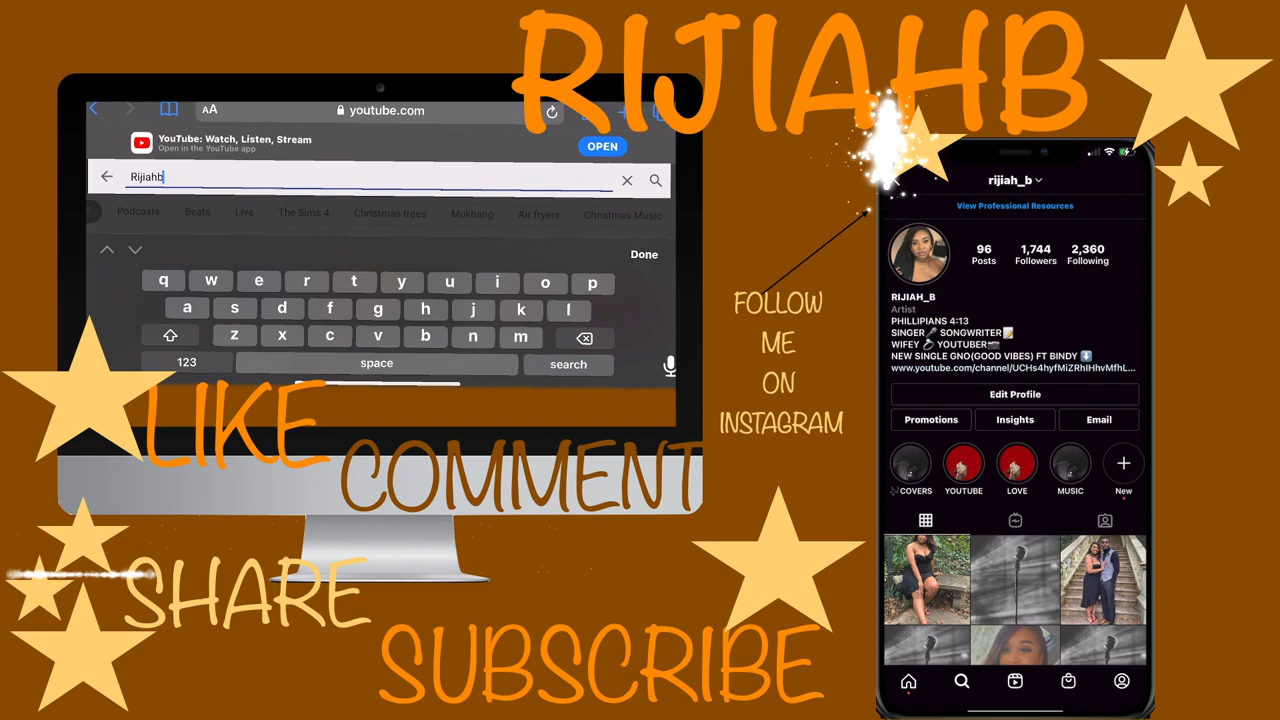 RIJIAHB
AA
youtube.com
YouTube: Watch, Listen, Stream
Open in the YouTube app
OPEN
Rijiahb
Podcasts Beats Live The Sims 4 Christmas trees Mukbang Air fryers Christmas Music
Done
q w e r t y u i o p
a s d f g h j k l
z x c v b n m
123 space search
LIKE
COMMENT
SHARE
SUBSCRIBE
FOLLOW
ME
ON
INSTAGRAM
rijiah_b
View Professional Resources
96 1,744 2,360
Posts Followers Following
RIJIAH_B
Artist
PHILLIPIANS 4:13
SINGER🎤 SONGWRITER📝
WIFEY 💍 YOUTUBER📷
NEW SINGLE GNO(GOOD VIBES) FT BINDY ⬇️
www.youtube.com/channel/UCHs4hyfMiZRhIHhvMfhL...
Edit Profile
Promotions Insights Email
🎶COVERS YOUTUBE LOVE MUSIC New